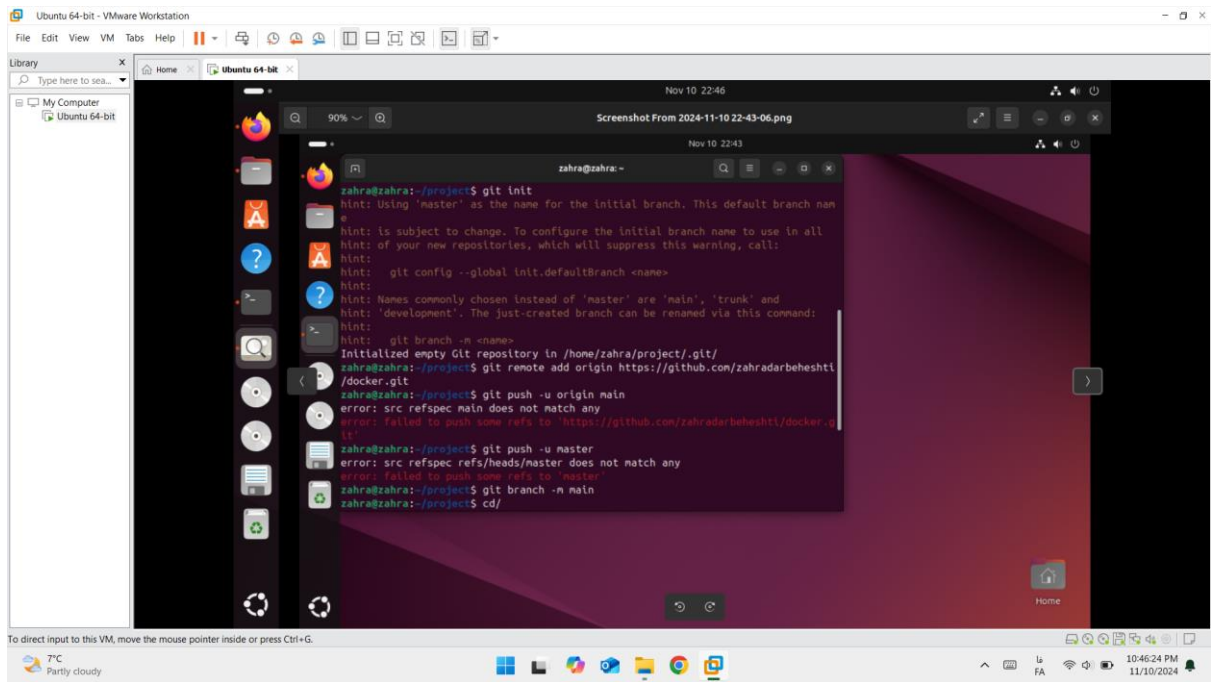 Ubuntu 64-bit - VMware Workstation
File Edit View VM Tabs Help
Library X
Home
Ubuntu 64-bit
Type here to sea...
My Computer
Ubuntu 64-bit
Nov 10 22:46
90%
Screenshot From 2024-11-10 22-43-06.png
Nov 10 22:43
zahra@zahra: ~
zahra@zahra:~/project$ git init
hint: Using 'master' as the name for the initial branch. This default branch nam
e
hint: is subject to change. To configure the initial branch name to use in all
hint: of your new repositories, which will suppress this warning, call:
hint:
hint:   git config --global init.defaultBranch <name>
hint:
hint: Names commonly chosen instead of 'master' are 'main', 'trunk' and
hint: 'development'. The just-created branch can be renamed via this command:
hint:
hint:   git branch -m <name>
Initialized empty Git repository in /home/zahra/project/.git/
zahra@zahra:~/project$ git remote add origin https://github.com/zahradarbeheshti
/docker.git
zahra@zahra:~/project$ git push -u origin main
error: src refspec main does not match any
error: failed to push some refs to 'https://github.com/zahradarbeheshti/docker.g
it'
zahra@zahra:~/project$ git push -u master
error: src refspec refs/heads/master does not match any
error: failed to push some refs to 'master'
zahra@zahra:~/project$ git branch -m main
zahra@zahra:~/project$ cd/
Home
To direct input to this VM, move the mouse pointer inside or press Ctrl+G.
7°C
Partly cloudy
فا
FA
10:46:24 PM
11/10/2024